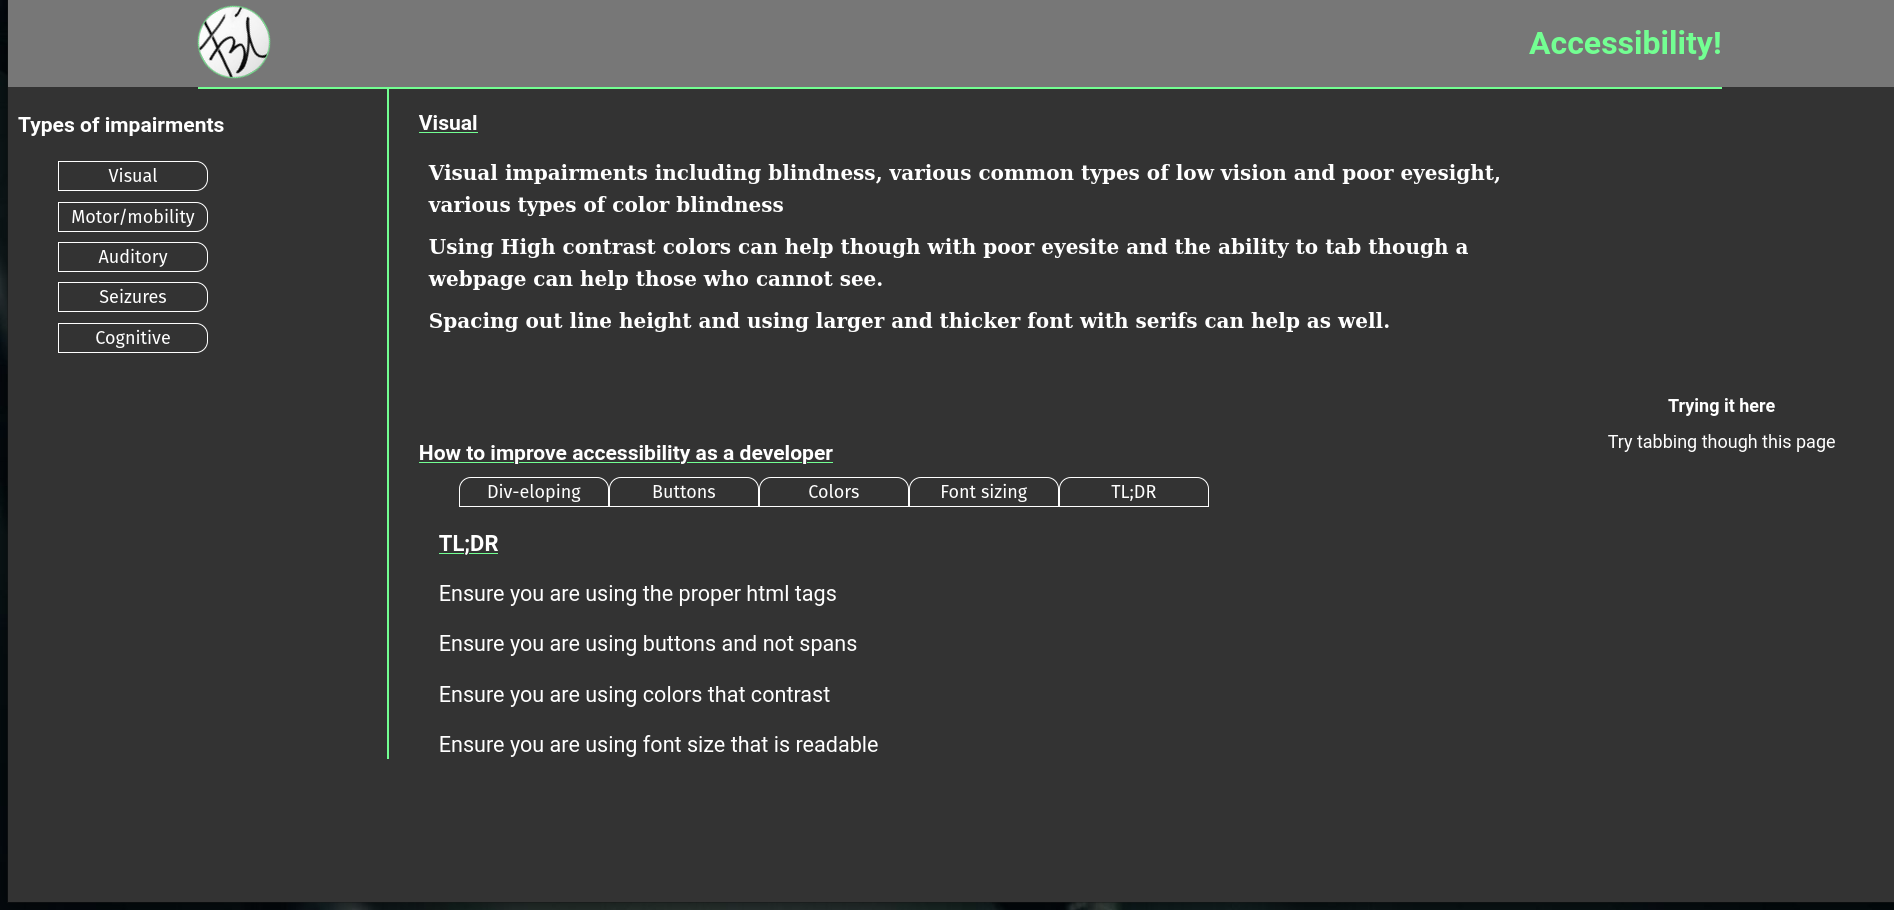 Accessibility!
Types of impairments
Visual
Motor/mobility
Auditory
Seizures
Cognitive
Visual
Visual impairments including blindness, various common types of low vision and poor eyesight,
various types of color blindness
Using High contrast colors can help though with poor eyesite and the ability to tab though a
webpage can help those who cannot see.
Spacing out line height and using larger and thicker font with serifs can help as well.
How to improve accessibility as a developer
Div-eloping
Buttons
Colors
Font sizing
TL;DR
TL;DR
Ensure you are using the proper html tags
Ensure you are using buttons and not spans
Ensure you are using colors that contrast
Ensure you are using font size that is readable
Trying it here
Try tabbing though this page